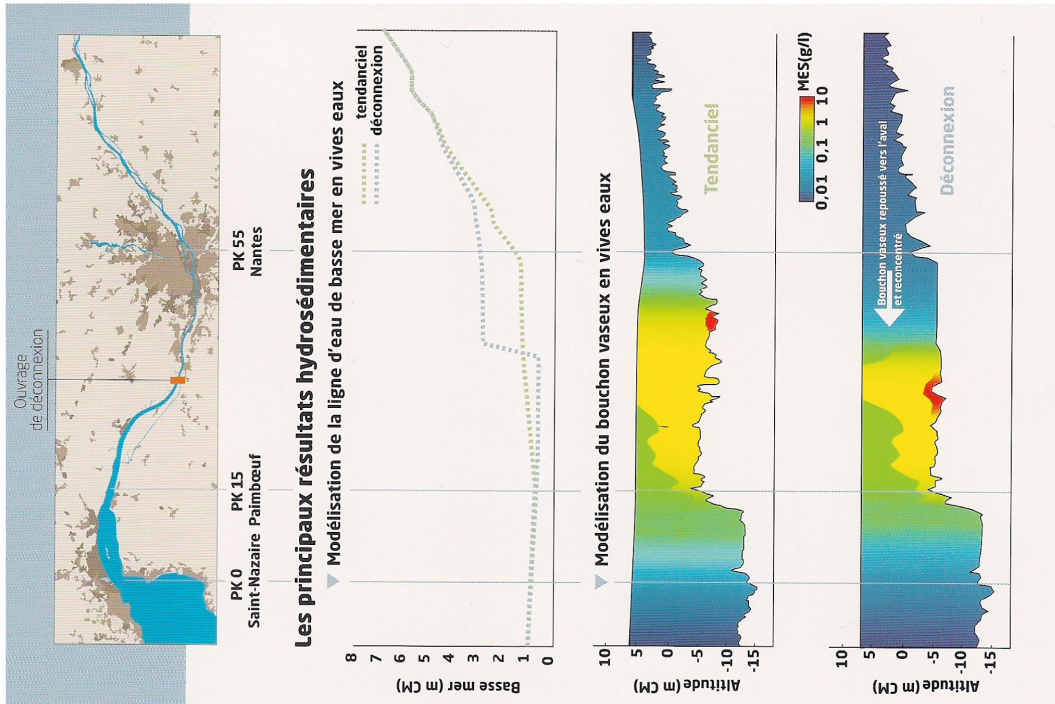 Ouvrage
de déconnexion
PK 0
Saint-Nazaire
PK 15
Paimbœuf
PK 55
Nantes
Les principaux résultats hydrosédimentaires
Modélisation de la ligne d'eau de basse mer en vives eaux
tendanciel
déconnexion
Basse mer (m CM)
8
7
6
5
4
3
2
1
0
Modélisation du bouchon vaseux en vives eaux
Altitude (m CM)
10
5
0
-5
-10
-15
Tendanciel
MES(g/l)
0,01 0,1 1 10
Altitude (m CM)
10
5
0
-5
-15
Bouchon vaseux repoussé vers l'aval
et reconcentré
Déconnexion